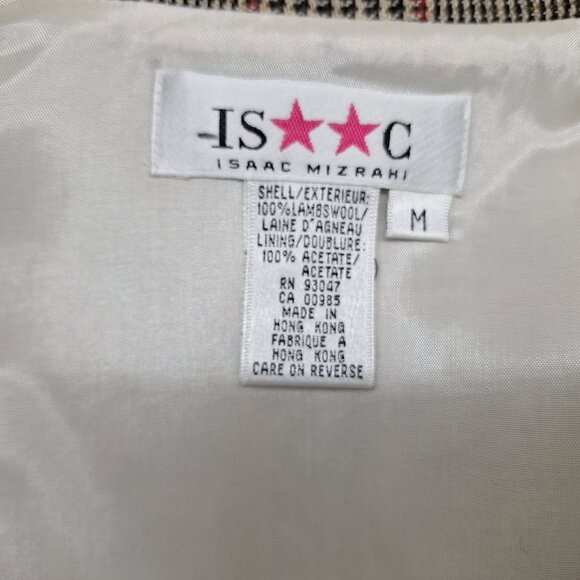 IS★★C
ISAAC MIZRAHI
M
SHELL/EXTERIEUR:
100%LAMBSWOOL/
LAINE D'AGNEAU
LINING/DOUBLURE:
100% ACETATE/
ACETATE
RN 93047
CA 00985
MADE IN
HONG KONG
FABRIQUE A
HONG KONG
CARE ON REVERSE